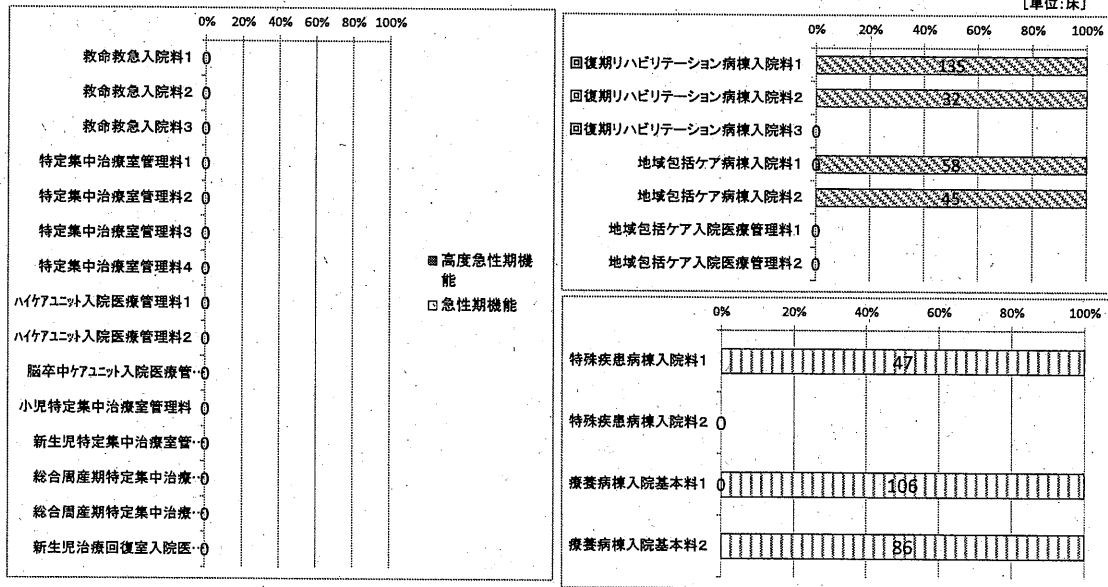 [単位:床]
0% 20% 40% 60% 80% 100%
救命救急入院料1 0
救命救急入院料2 0
救命救急入院料3 0
特定集中治療室管理料1 0
特定集中治療室管理料2 0
特定集中治療室管理料3 0
特定集中治療室管理料4 0
ハイケアユニット入院医療管理料1 0
ハイケアユニット入院医療管理料2 0
脳卒中ケアユニット入院医療管…0
小児特定集中治療室管理料 0
新生児特定集中治療室管…0
総合周産期特定集中治療…0
総合周産期特定集中治療…0
新生児治療回復室入院医…0
高度急性期機
能
急性期機能
0% 20% 40% 60% 80% 100%
回復期リハビリテーション病棟入院料1 135
回復期リハビリテーション病棟入院料2 32
回復期リハビリテーション病棟入院料3 0
地域包括ケア病棟入院料1 0 58
地域包括ケア病棟入院料2 45
地域包括ケア入院医療管理料1 0
地域包括ケア入院医療管理料2 0
0% 20% 40% 60% 80% 100%
特殊疾患病棟入院料1 47
特殊疾患病棟入院料2 0
療養病棟入院基本料1 0 106
療養病棟入院基本料2 86